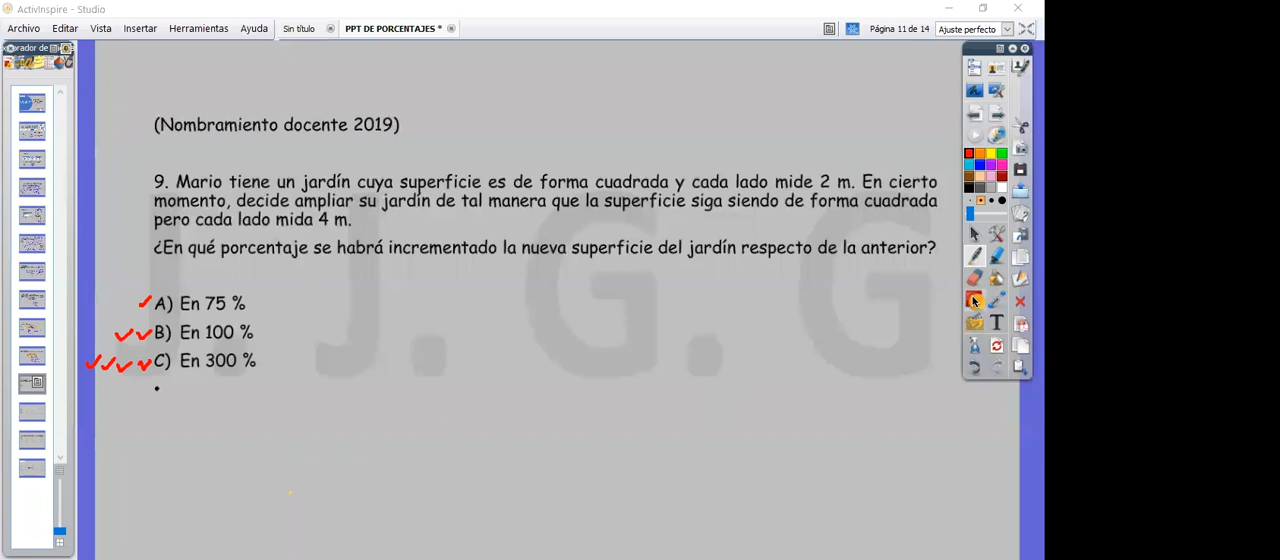 ActivInspire - Studio
Archivo Editar Vista Insertar Herramientas Ayuda Sin título PPT DE PORCENTAJES * Página 11 de 14 Ajuste perfecto
(Nombramiento docente 2019)
9. Mario tiene un jardín cuya superficie es de forma cuadrada y cada lado mide 2 m. En cierto
momento, decide ampliar su jardín de tal manera que la superficie siga siendo de forma cuadrada
pero cada lado mida 4 m.
¿En qué porcentaje se habrá incrementado la nueva superficie del jardín respecto de la anterior?
A) En 75 %
B) En 100 %
C) En 300 %
J. J. G. G